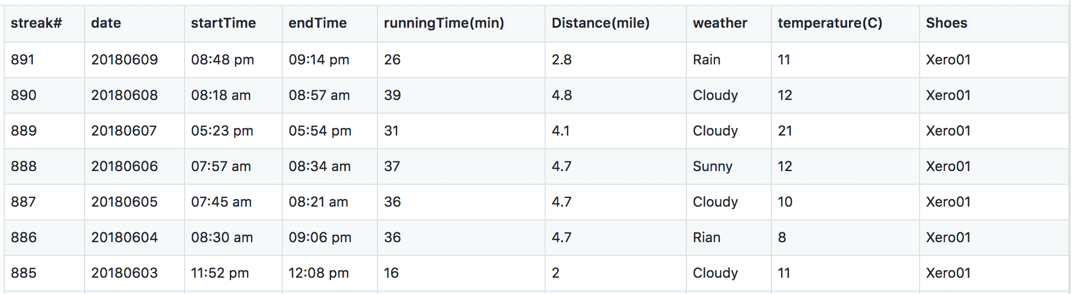 streak# date startTime endTime runningTime(min) Distance(mile) weather temperature(C) Shoes
891 20180609 08:48 pm 09:14 pm 26 2.8 Rain 11 Xero01
890 20180608 08:18 am 08:57 am 39 4.8 Cloudy 12 Xero01
889 20180607 05:23 pm 05:54 pm 31 4.1 Cloudy 21 Xero01
888 20180606 07:57 am 08:34 am 37 4.7 Sunny 12 Xero01
887 20180605 07:45 am 08:21 am 36 4.7 Cloudy 10 Xero01
886 20180604 08:30 am 09:06 pm 36 4.7 Rian 8 Xero01
885 20180603 11:52 pm 12:08 pm 16 2 Cloudy 11 Xero01